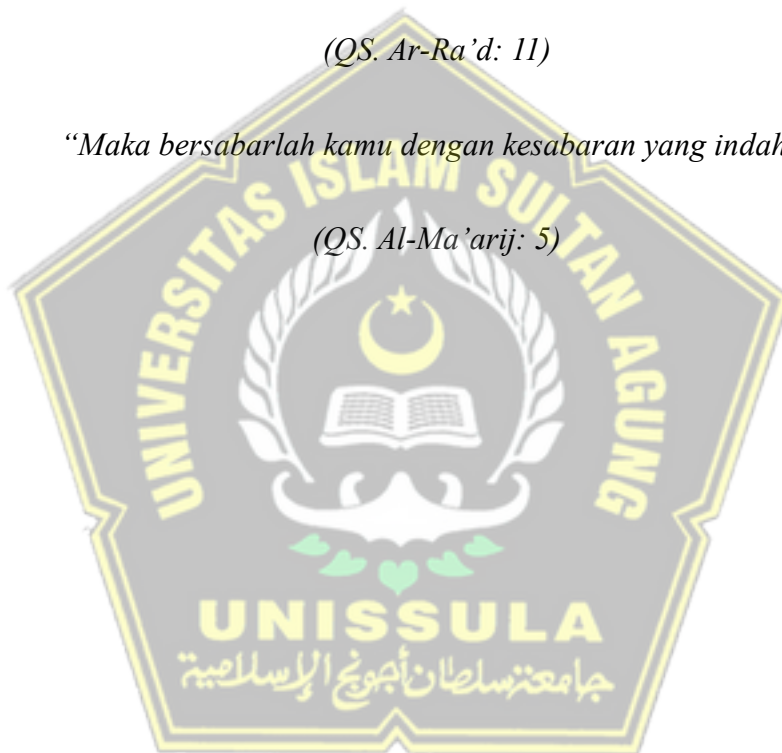 (QS. Ar-Ra’d: 11)
“Maka bersabarlah kamu dengan kesabaran yang indah
(QS. Al-Ma’arij: 5)
UNIVERSITAS ISLAM SULTAN AGUNG
UNISSULA
جامعة سلطان أجونج الإسلامية